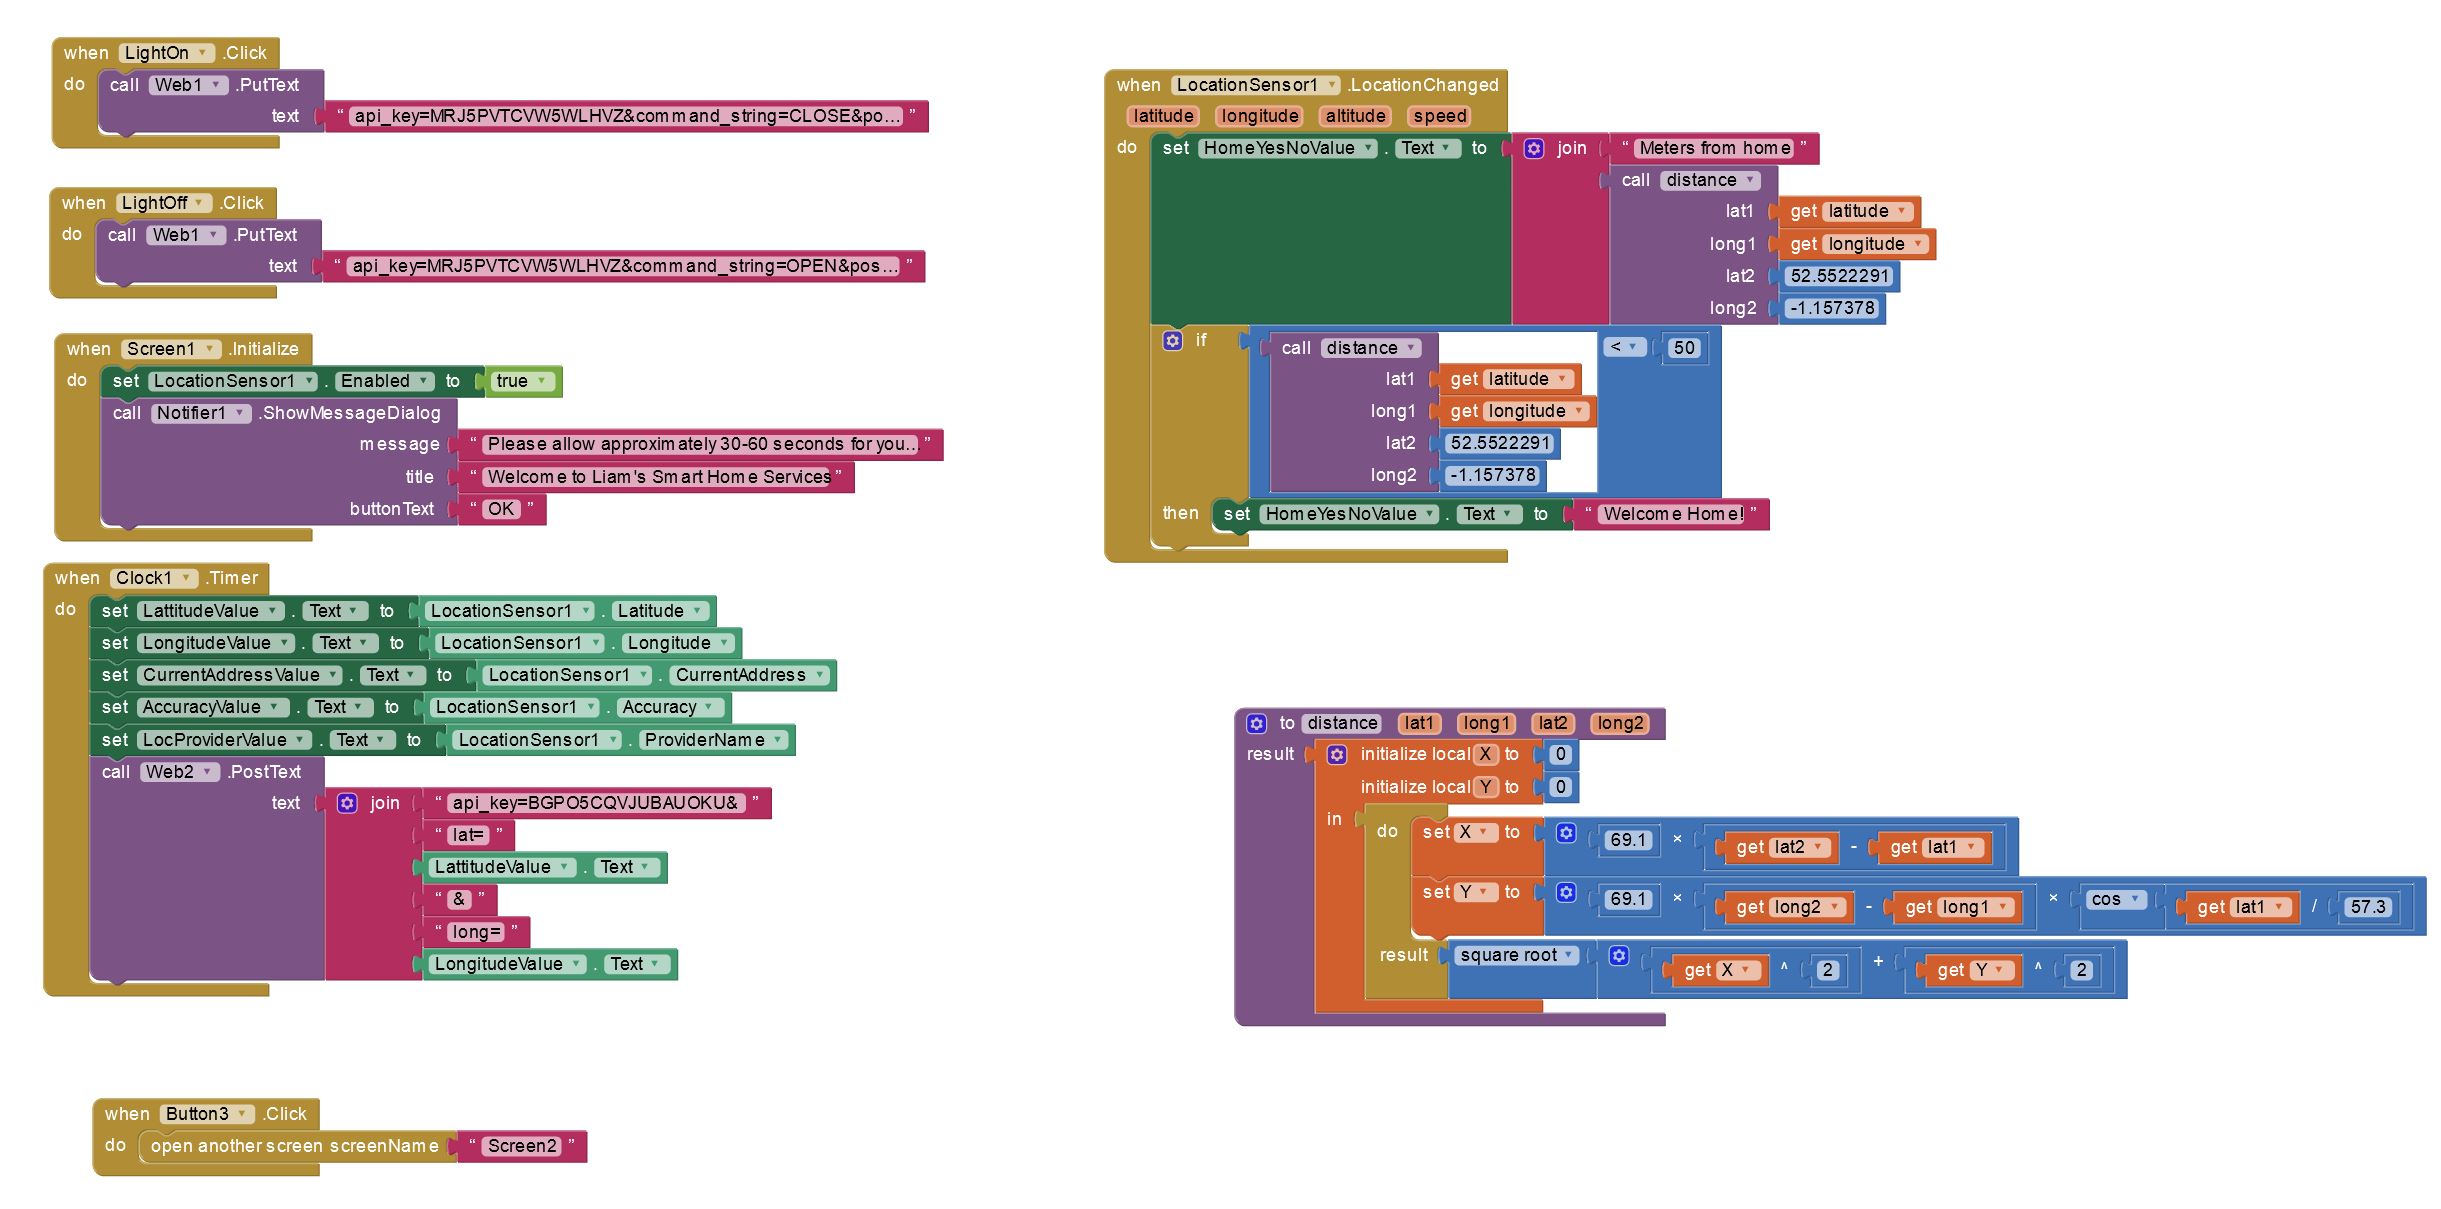 when LightOn .Click
do call Web1 .PutText
text “ api_key=MRJ5PVTCVW5WLHVZ&command_string=CLOSE&po... ”
when LightOff .Click
do call Web1 .PutText
text “ api_key=MRJ5PVTCVW5WLHVZ&command_string=OPEN&pos... ”
when Screen1 .Initialize
do set LocationSensor1 . Enabled to true
call Notifier1 .ShowMessageDialog
message “ Please allow approximately 30-60 seconds for you... ”
title “ Welcome to Liam's Smart Home Services ”
buttonText “ OK ”
when Clock1 .Timer
do set LattitudeValue . Text to LocationSensor1 . Latitude
set LongitudeValue . Text to LocationSensor1 . Longitude
set CurrentAddressValue . Text to LocationSensor1 . CurrentAddress
set AccuracyValue . Text to LocationSensor1 . Accuracy
set LocProviderValue . Text to LocationSensor1 . ProviderName
call Web2 .PostText
text join “ api_key=BGPO5CQVJUBAUOKU& ”
“ lat= ”
LattitudeValue . Text
“ & ”
“ long= ”
LongitudeValue . Text
when Button3 .Click
do open another screen screenName “ Screen2 ”
when LocationSensor1 .LocationChanged
latitude longitude altitude speed
do set HomeYesNoValue . Text to join “ Meters from home ”
call distance
lat1 get latitude
long1 get longitude
lat2 52.5522291
long2 -1.157378
if call distance < 50
lat1 get latitude
long1 get longitude
lat2 52.5522291
long2 -1.157378
then set HomeYesNoValue . Text to “ Welcome Home! ”
to distance lat1 long1 lat2 long2
result initialize local X to 0
initialize local Y to 0
in do set X to 69.1 × get lat2 - get lat1
set Y to 69.1 × get long2 - get long1 × cos get lat1 / 57.3
result square root get X ^ 2 + get Y ^ 2